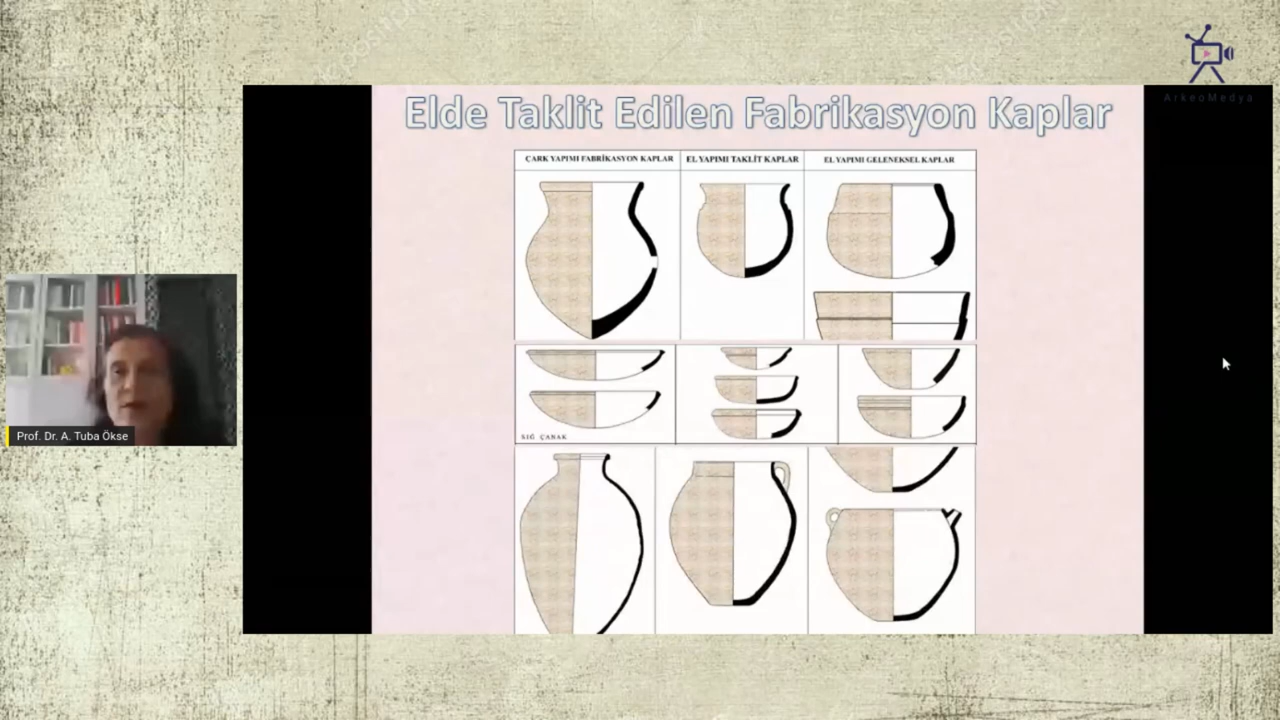 ArkeoMedya
Elde Taklit Edilen Fabrikasyon Kaplar
ÇARK YAPIMI FABRİKASYON KAPLAR
EL YAPIMI TAKLİT KAPLAR
EL YAPIMI GELENEKSEL KAPLAR
SIĞ ÇANAK
Prof. Dr. A. Tuba Ökse